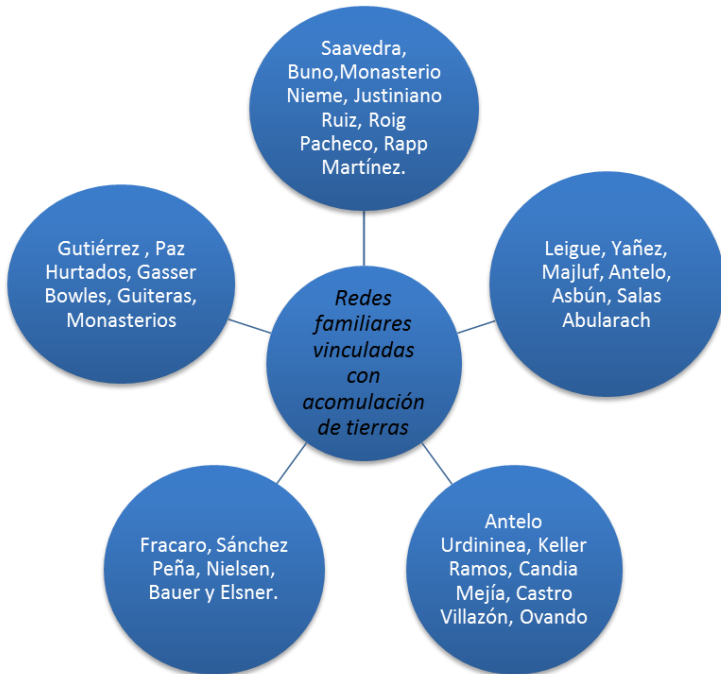 Saavedra,
Buno,Monasterio
Nieme, Justiniano
Ruiz, Roig
Pacheco, Rapp
Martínez.
Gutiérrez , Paz
Hurtados, Gasser
Bowles, Guiteras,
Monasterios
Leigue, Yañez,
Majluf, Antelo,
Asbún, Salas
Abularach
Redes
familiares
vinculadas
con
acomulación
de tierras
Fracaro, Sánchez
Peña, Nielsen,
Bauer y Elsner.
Antelo
Urdininea, Keller
Ramos, Candia
Mejía, Castro
Villazón, Ovando